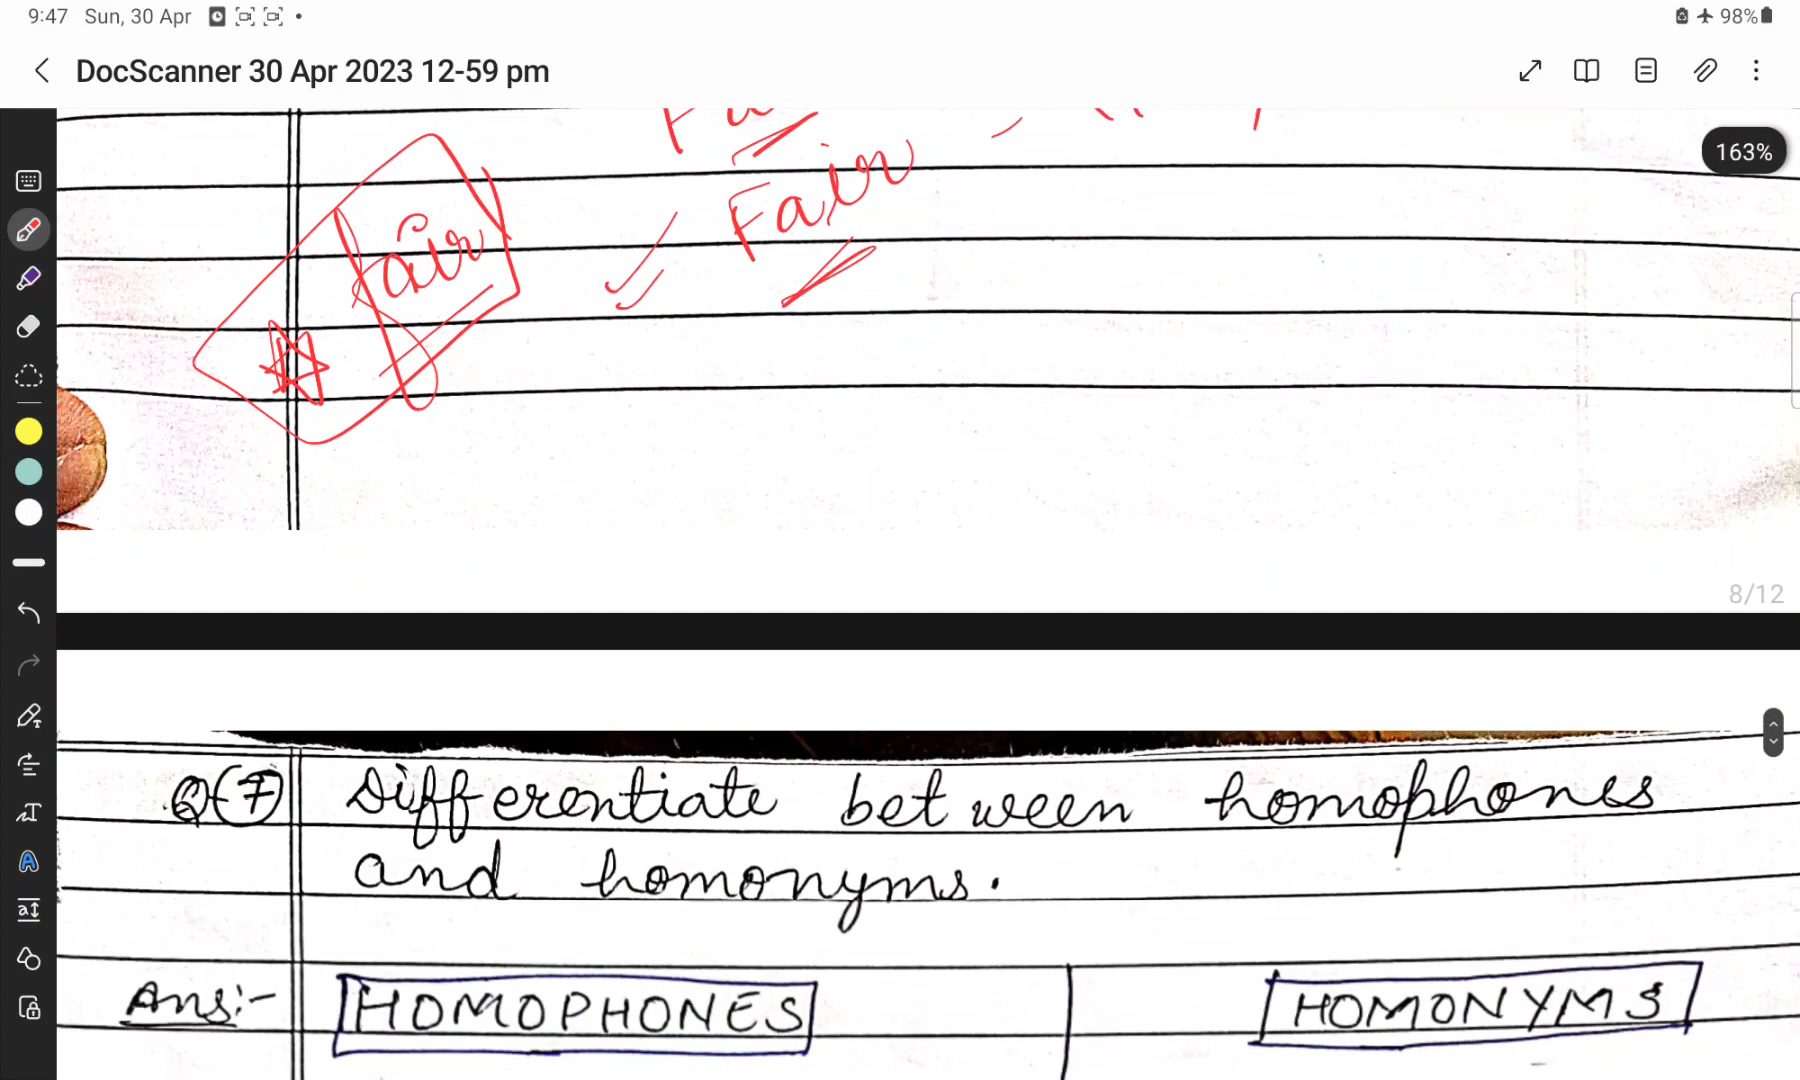 9:47 Sun, 30 Apr
98%
DocScanner 30 Apr 2023 12-59 pm
163%
Fair
fair
8/12
Q(7) Differentiate between homophones
and homonyms.
Ans:- HOMOPHONES HOMONYMS